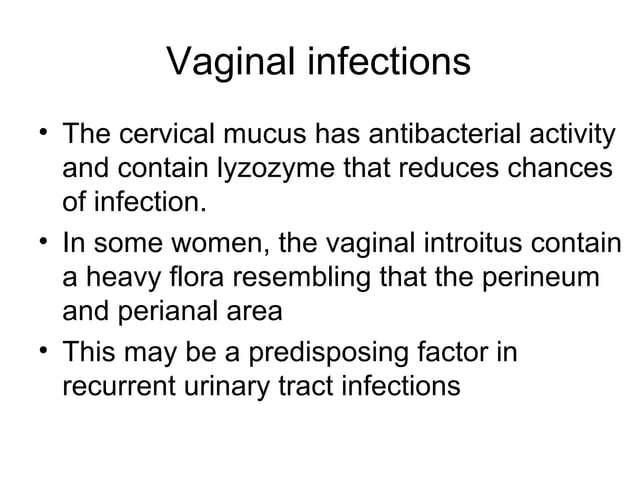 Vaginal infections
• The cervical mucus has antibacterial activity
and contain lyzozyme that reduces chances
of infection.
• In some women, the vaginal introitus contain
a heavy flora resembling that the perineum
and perianal area
• This may be a predisposing factor in
recurrent urinary tract infections